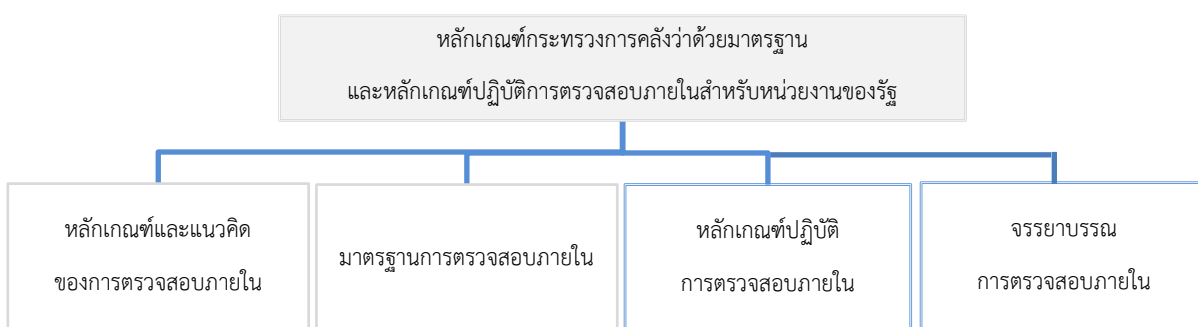 หลักเกณฑ์กระทรวงการคลังว่าด้วยมาตรฐาน
และหลักเกณฑ์ปฏิบัติการตรวจสอบภายในสำหรับหน่วยงานของรัฐ
หลักเกณฑ์และแนวคิด
ของการตรวจสอบภายใน
มาตรฐานการตรวจสอบภายใน
หลักเกณฑ์ปฏิบัติ
การตรวจสอบภายใน
จรรยาบรรณ
การตรวจสอบภายใน